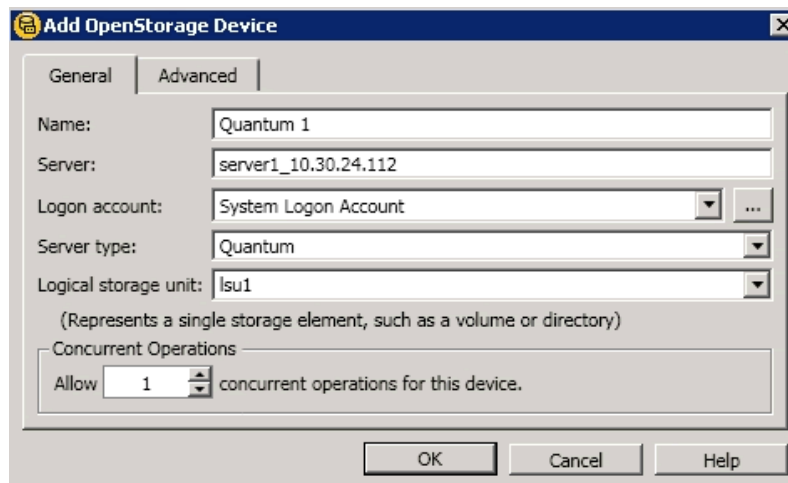 Add OpenStorage Device
General Advanced
Name: Quantum 1
Server: server1_10.30.24.112
Logon account: System Logon Account ...
Server type: Quantum
Logical storage unit: lsu1
(Represents a single storage element, such as a volume or directory)
Concurrent Operations
Allow 1 concurrent operations for this device.
OK Cancel Help